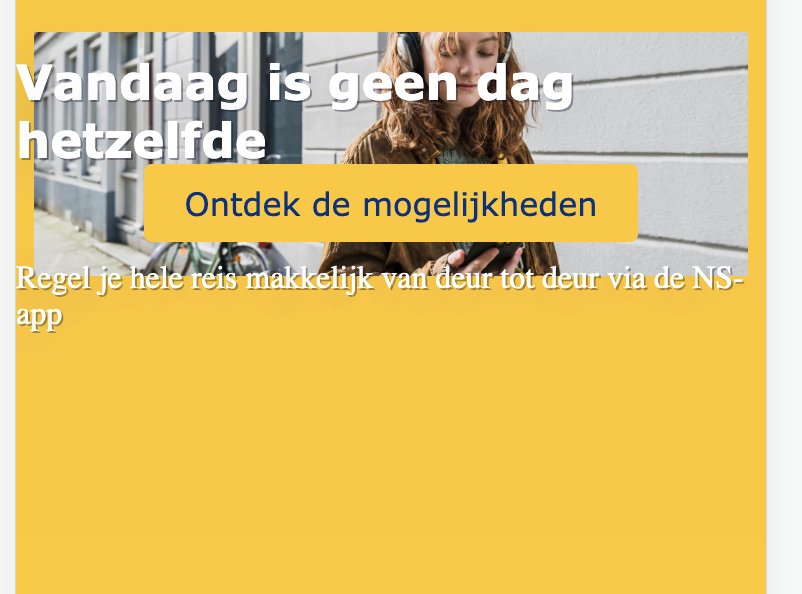 Vandaag is geen dag
hetzelfde
Ontdek de mogelijkheden
Regel je hele reis makkelijk van deur tot deur via de NS-
app